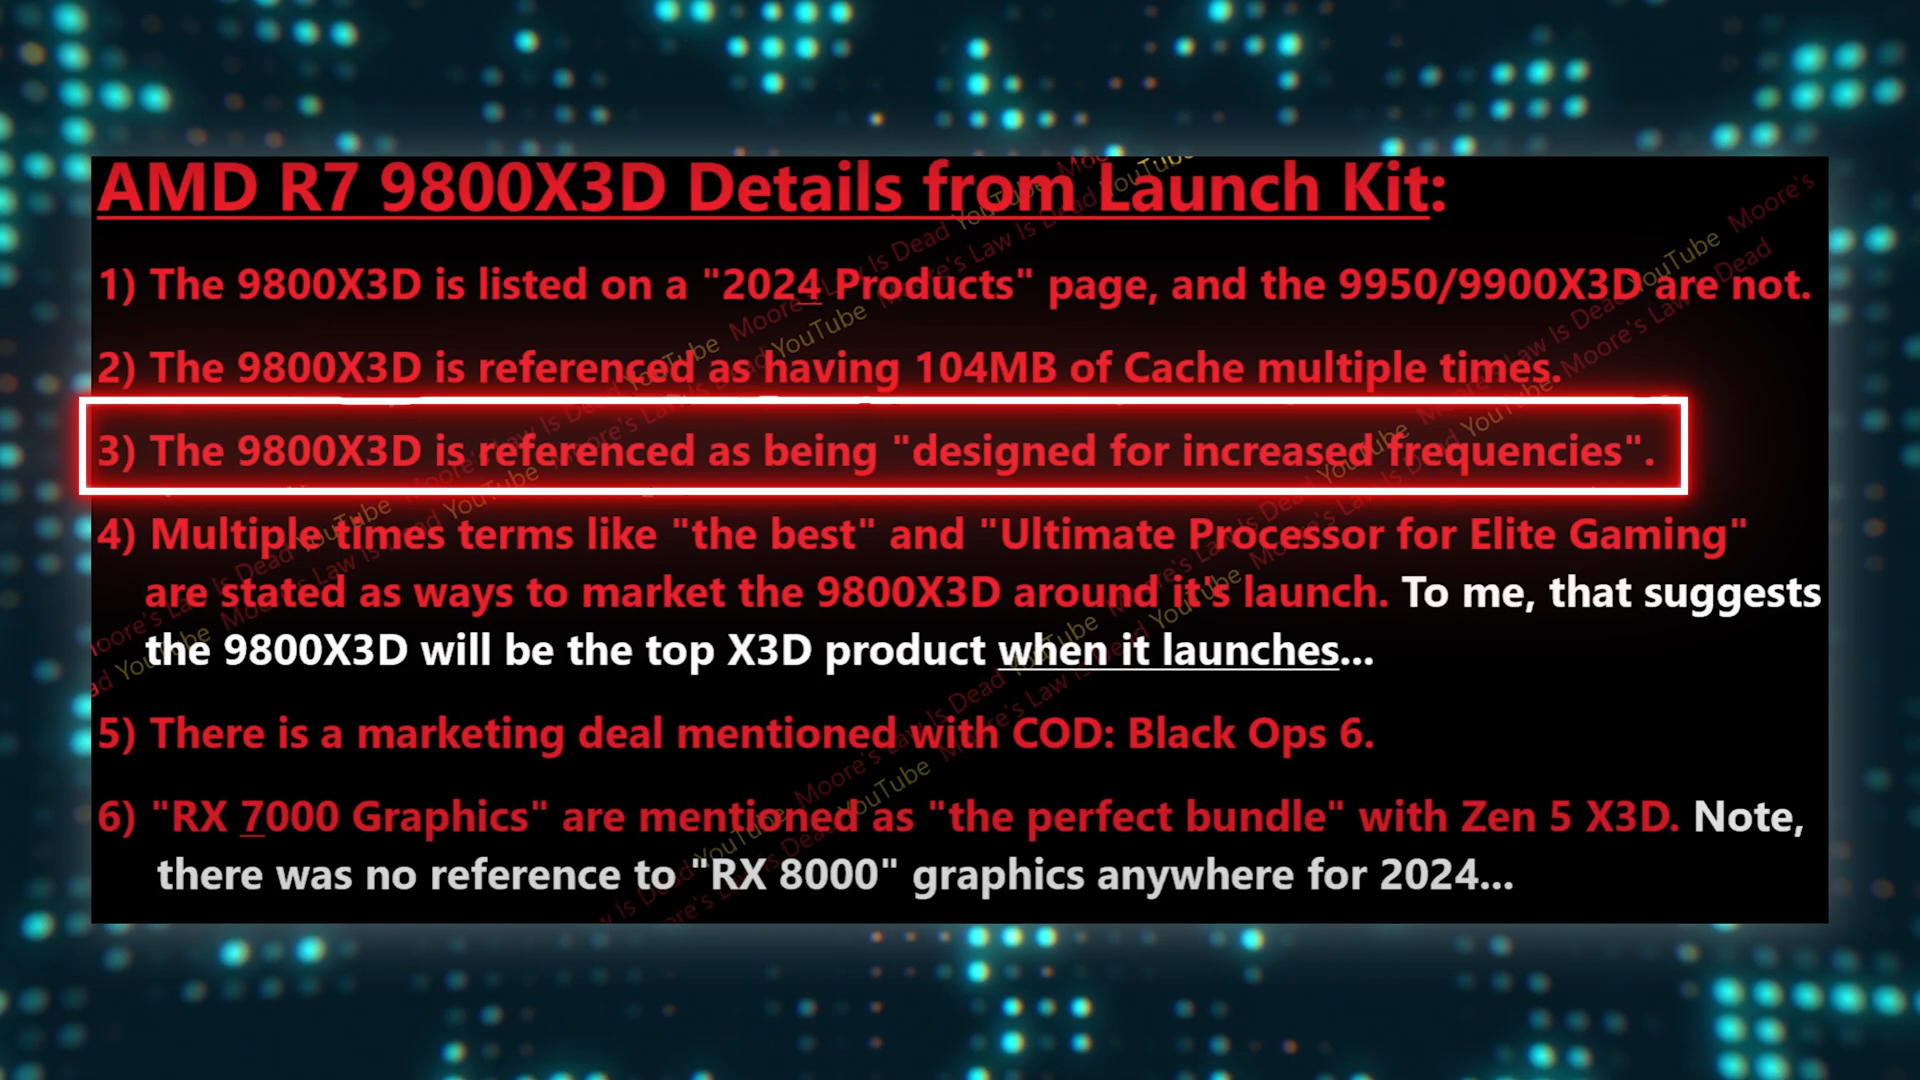 AMD R7 9800X3D Details from Launch Kit:
1) The 9800X3D is listed on a "2024 Products" page, and the 9950/9900X3D are not.
2) The 9800X3D is referenced as having 104MB of Cache multiple times.
3) The 9800X3D is referenced as being "designed for increased frequencies".
4) Multiple times terms like "the best" and "Ultimate Processor for Elite Gaming"
are stated as ways to market the 9800X3D around it's launch. To me, that suggests
the 9800X3D will be the top X3D product when it launches...
5) There is a marketing deal mentioned with COD: Black Ops 6.
6) "RX 7000 Graphics" are mentioned as "the perfect bundle" with Zen 5 X3D. Note,
there was no reference to "RX 8000" graphics anywhere for 2024...
Moore's Law Is Dead YouTube